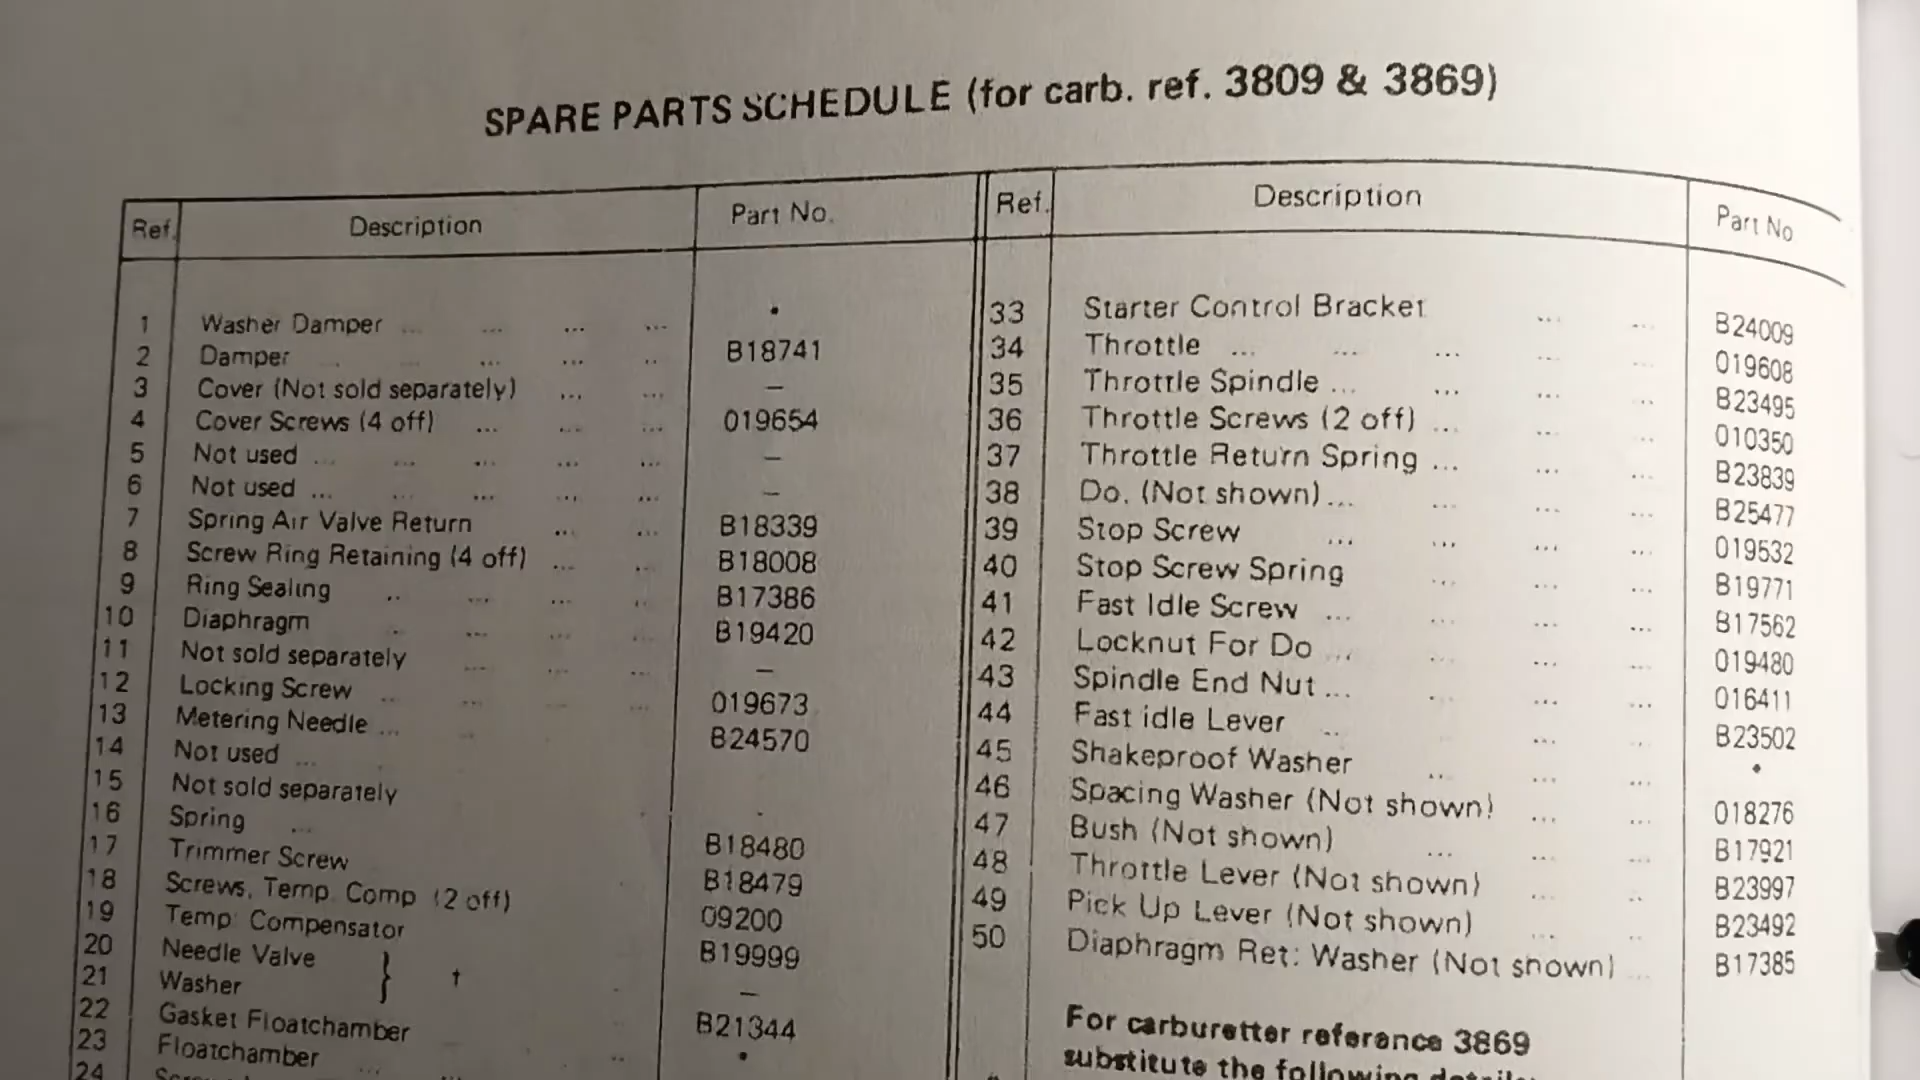 SPARE PARTS SCHEDULE (for carb. ref. 3809 & 3869)
Ref. Description Part No.
1 Washer Damper ... ... ... ... •
2 Damper ... ... ... .. B18741
3 Cover (Not sold separately) ... ... –
4 Cover Screws (4 off) ... ... ... 019654
5 Not used ... ... ... ... ... –
6 Not used ... ... ... ... ... –
7 Spring Air Valve Return ... ... B18339
8 Screw Ring Retaining (4 off) ... ... B18008
9 Ring Sealing .. ... ... .. B17386
10 Diaphragm .. ... ... ... B19420
11 Not sold separately ... ... ... –
12 Locking Screw .. ... ... ... 019673
13 Metering Needle ... .. B24570
14 Not used ...
15 Not sold separately
16 Spring ... B18480
17 Trimmer Screw B18479
18 Screws, Temp. Comp (2 off) 09200
19 Temp. Compensator B19999
20 Needle Valve } † –
21 Washer
22 Gasket Floatchamber B21344
23 Floatchamber ... .. •
24
Ref. Description Part No
33 Starter Control Bracket ... ... B24009
34 Throttle ... ... ... ... ... 019608
35 Throttle Spindle ... ... ... ... B23495
36 Throttle Screws (2 off) ... ... ... 010350
37 Throttle Return Spring ... ... ... B23839
38 Do. (Not shown) ... ... ... ... B25477
39 Stop Screw ... ... ... ... 019532
40 Stop Screw Spring ... ... ... B19771
41 Fast Idle Screw ... ... ... ... B17562
42 Locknut For Do ... ... ... ... 019480
43 Spindle End Nut ... ... ... ... 016411
44 Fast idle Lever .. ... ... B23502
45 Shakeproof Washer .. ... ... •
46 Spacing Washer (Not shown) ... ... 018276
47 Bush (Not shown) ... ... ... B17921
48 Throttle Lever (Not shown) ... .. B23997
49 Pick Up Lever (Not shown) ... .. B23492
50 Diaphragm Ret: Washer (Not shown) ... B17385
For carburetter reference 3869
substitute the following